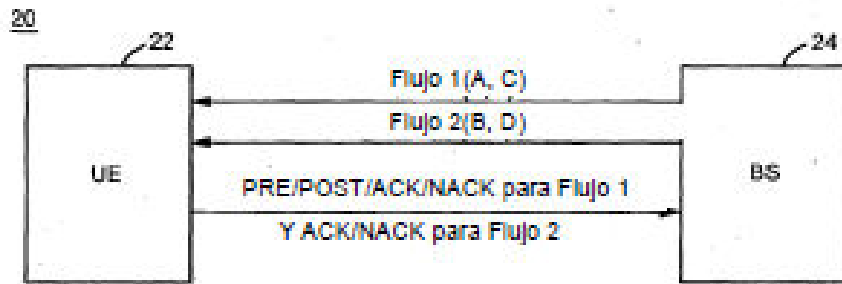 20
22
24
Flujo 1(A, C)
Flujo 2(B, D)
UE
BS
PRE/POST/ACK/NACK para Flujo 1
Y ACK/NACK para Flujo 2